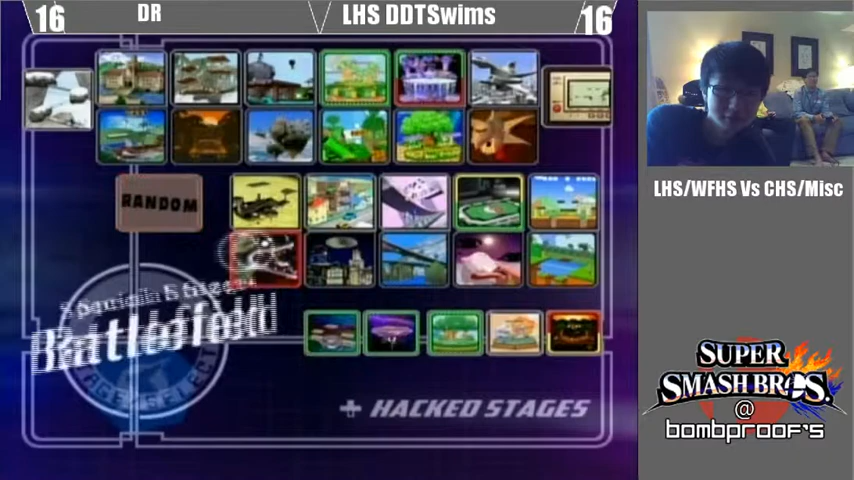 16 DR LHS DDTSwims 16
RANDOM
LHS/WFHS Vs CHS/Misc
Battlefield
+ HACKED STAGES
SUPER
SMASH BROS.
@
bombproof's